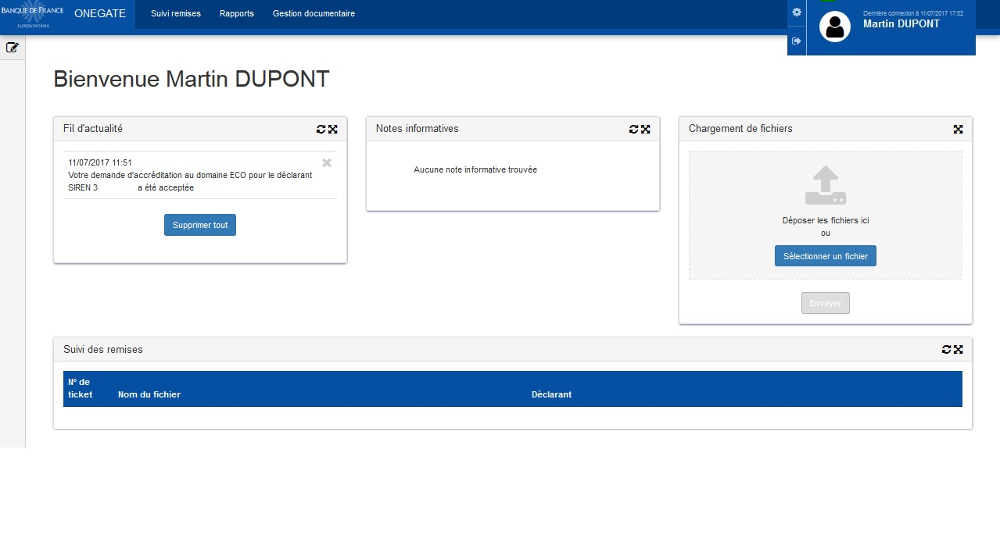 BANQUE DE FRANCE
EUROSYSTÈME
ONEGATE
Suivi remises
Rapports
Gestion documentaire
Dernière connexion à 11/07/2017 17:52
Martin DUPONT
Bienvenue Martin DUPONT
Fil d'actualité
11/07/2017 11:51
Votre demande d'accréditation au domaine ECO pour le déclarant
SIREN 3 a été acceptée
Supprimer tout
Notes informatives
Aucune note informative trouvée
Chargement de fichiers
Déposer les fichiers ici
ou
Sélectionner un fichier
Envoyer
Suivi des remises
N° de
ticket
Nom du fichier
Déclarant